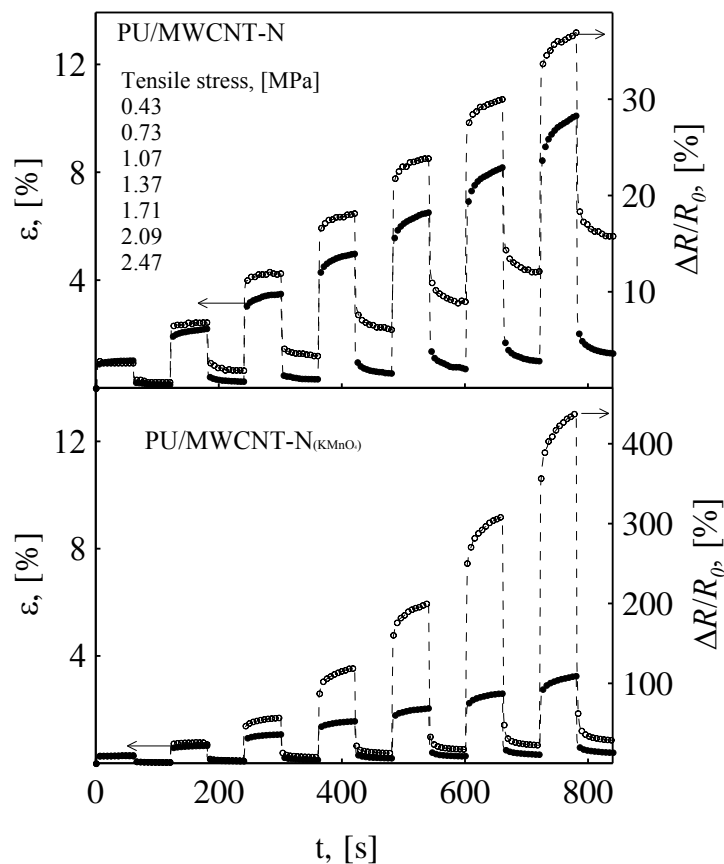 PU/MWCNT-N
Tensile stress, [MPa]
0.43
0.73
1.07
1.37
1.71
2.09
2.47
12
8
4
ε, [%]
30
20
10
ΔR/R0, [%]
PU/MWCNT-N(KMnO4)
12
8
4
ε, [%]
400
300
200
100
ΔR/R0, [%]
0 200 400 600 800
t, [s]